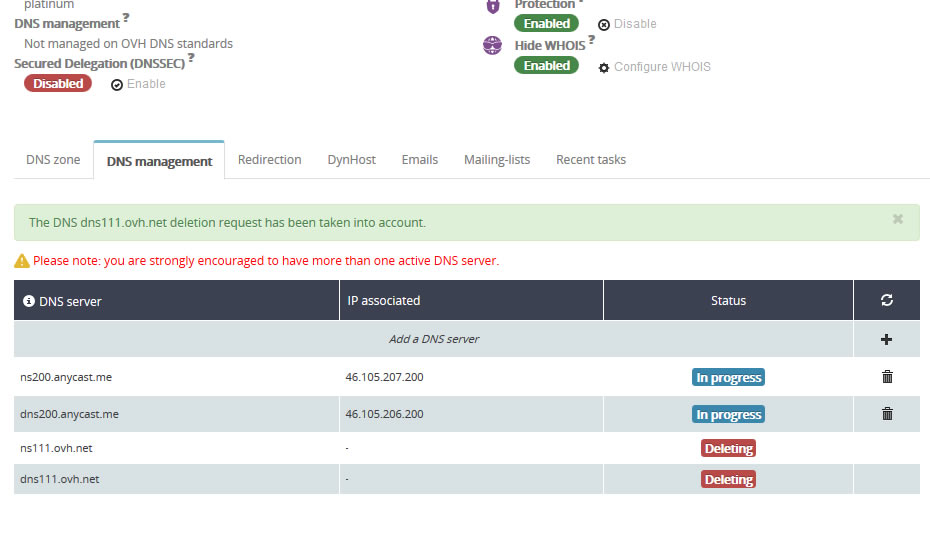 platinum
Protection ?
DNS management ?
Enabled Disable
Not managed on OVH DNS standards
Hide WHOIS ?
Secured Delegation (DNSSEC) ?
Enabled Configure WHOIS
Disabled Enable
DNS zone DNS management Redirection DynHost Emails Mailing-lists Recent tasks
The DNS dns111.ovh.net deletion request has been taken into account. ×
Please note: you are strongly encouraged to have more than one active DNS server.
DNS server IP associated Status
Add a DNS server +
ns200.anycast.me 46.105.207.200 In progress
dns200.anycast.me 46.105.206.200 In progress
ns111.ovh.net - Deleting
dns111.ovh.net - Deleting